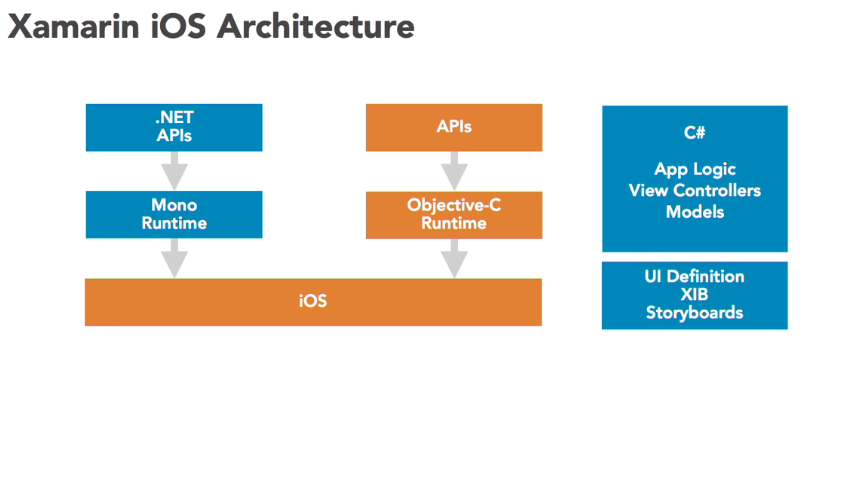 Xamarin iOS Architecture
.NET
APIs
APIs
Mono
Runtime
Objective-C
Runtime
iOS
C#
App Logic
View Controllers
Models
UI Definition
XIB
Storyboards